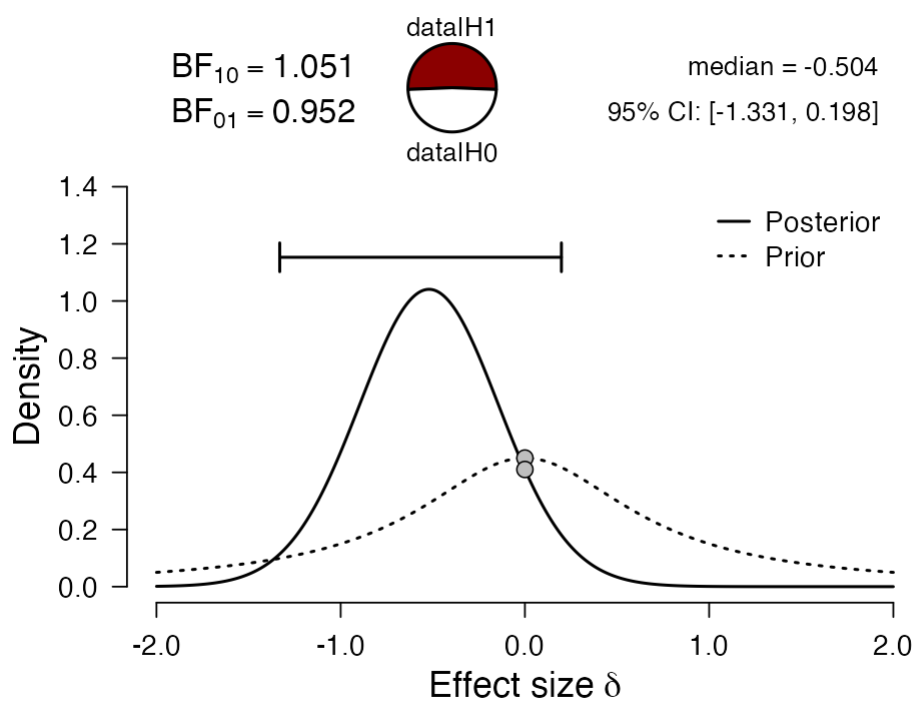 data|H1
BF10 = 1.051
median = -0.504
BF01 = 0.952
95% CI: [-1.331, 0.198]
data|H0
1.4
1.2
1.0
0.8
0.6
0.4
0.2
0.0
Density
Posterior
Prior
-2.0 -1.0 0.0 1.0 2.0
Effect size δ